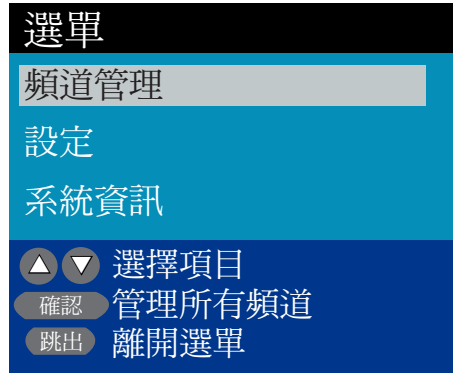 選單
頻道管理
設定
系統資訊
選擇項目
確認 管理所有頻道
跳出 離開選單